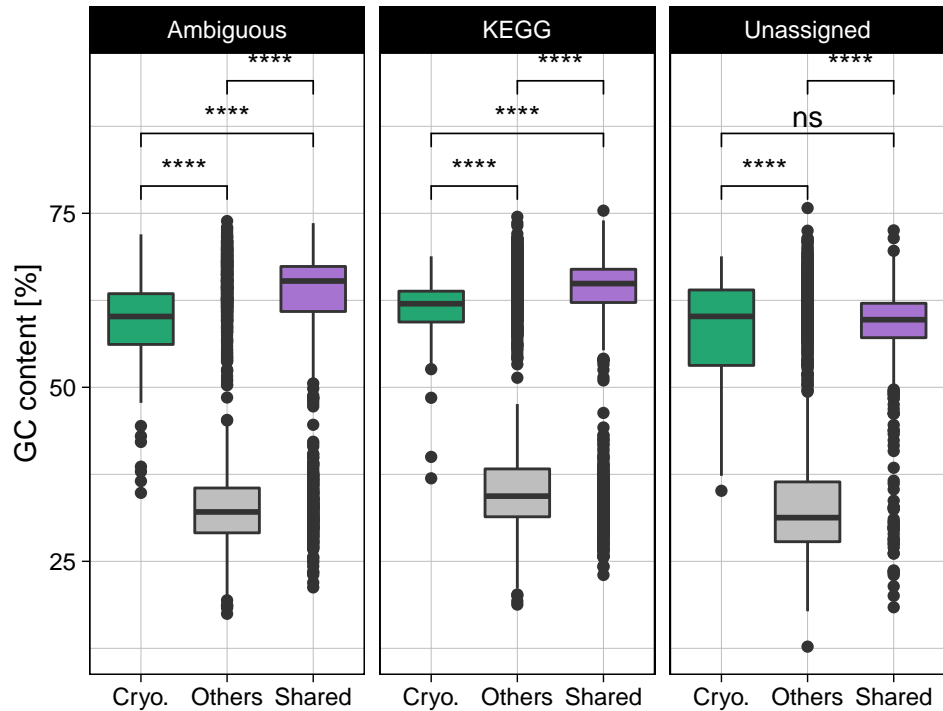 Ambiguous KEGG Unassigned
**** **** ****
**** **** ns
**** **** ****
75
50
25
GC content [%]
Cryo. Others Shared Cryo. Others Shared Cryo. Others Shared